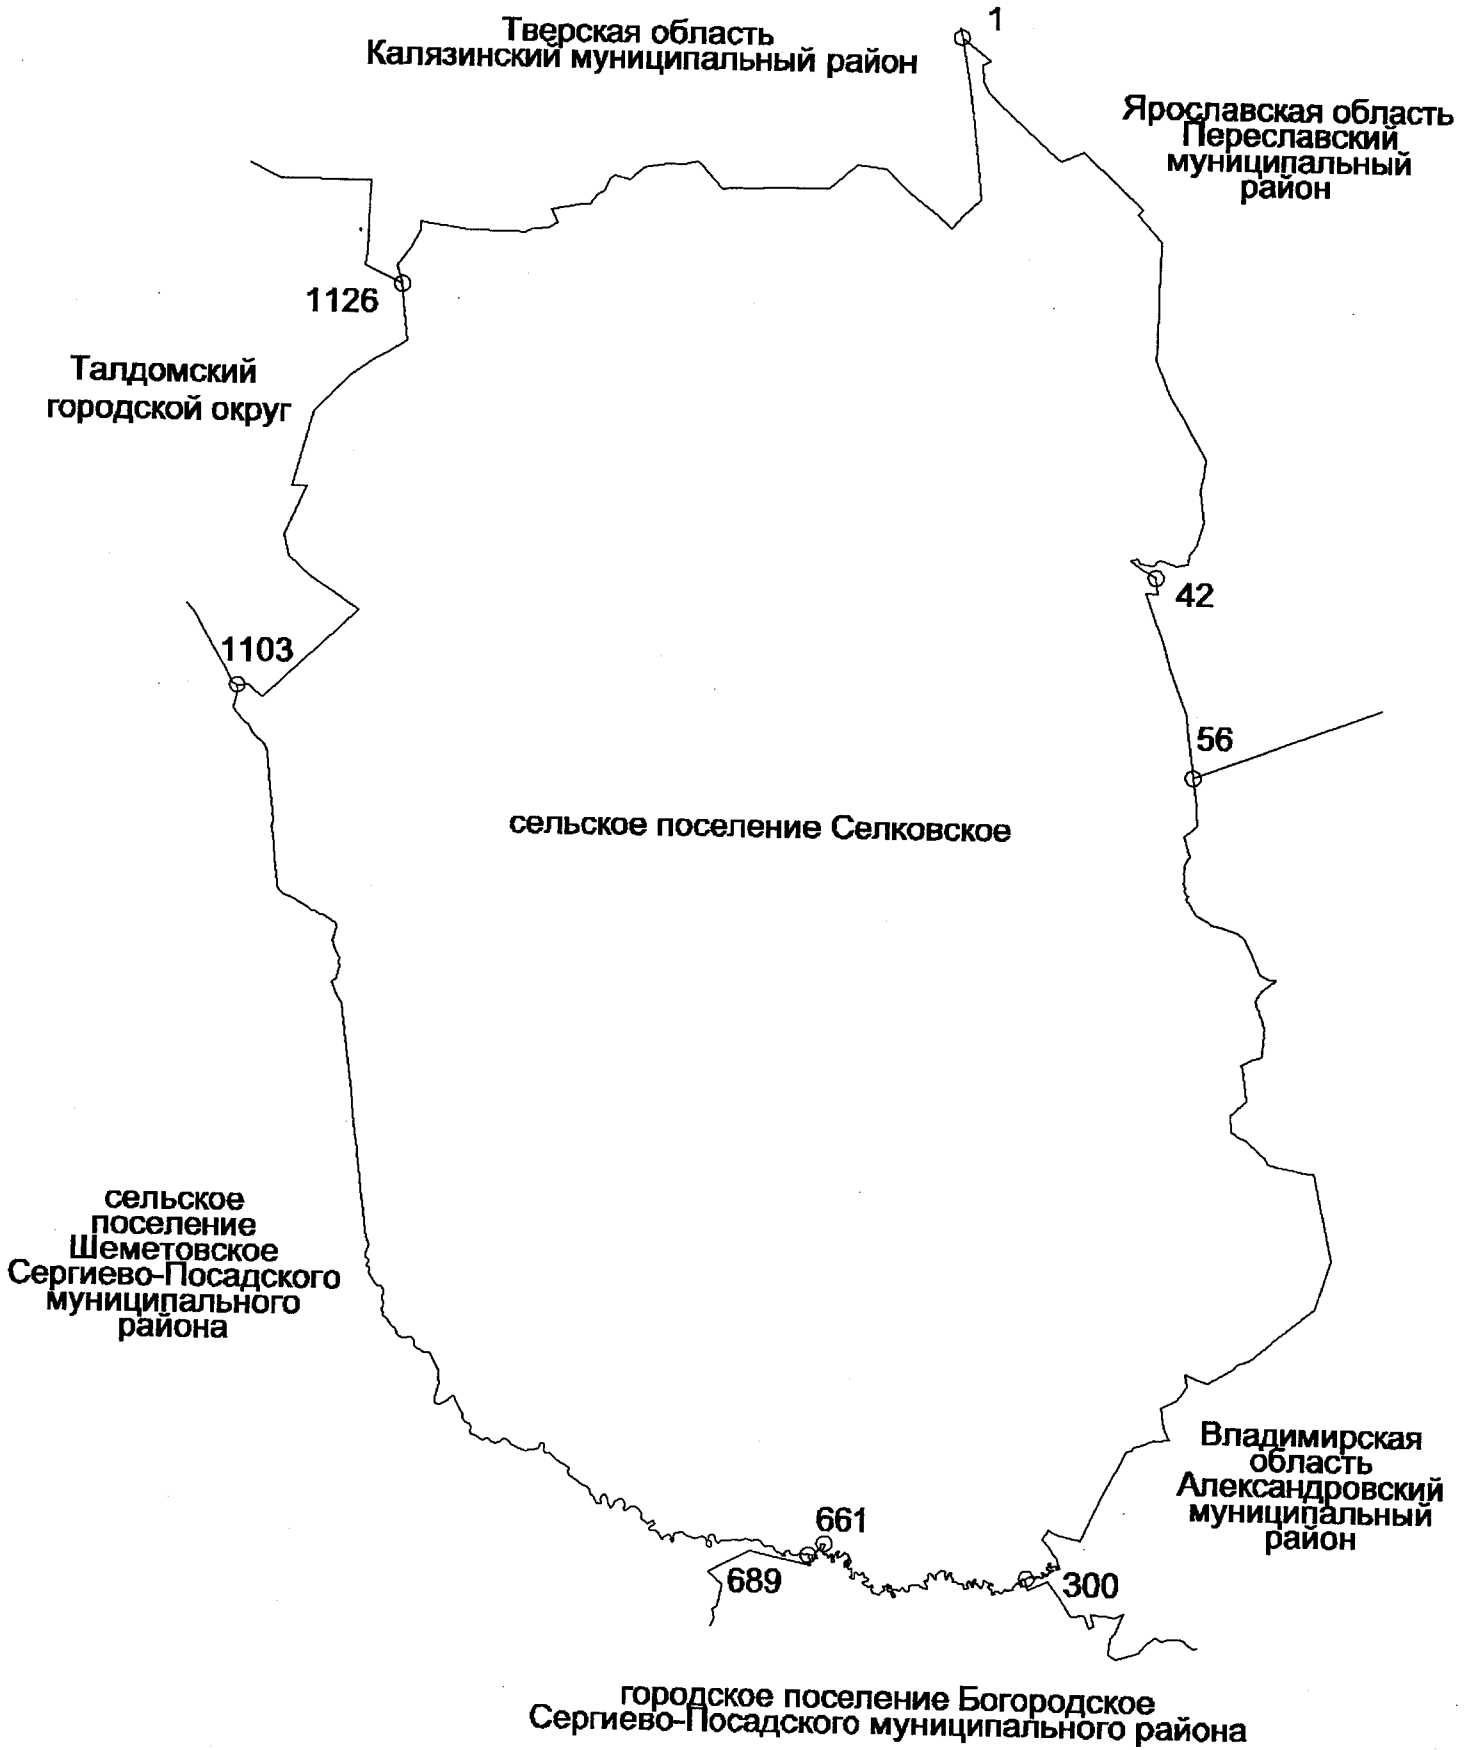 Тверская область
Калязинский муниципальный район
1
Ярославская область
Переславский
муниципальный
район
1126
Талдомский
городской округ
42
1103
56
сельское поселение Селковское
сельское
поселение
Шеметовское
Сергиево-Посадского
муниципального
района
Владимирская
область
Александровский
муниципальный
район
661
689
300
городское поселение Богородское
Сергиево-Посадского муниципального района